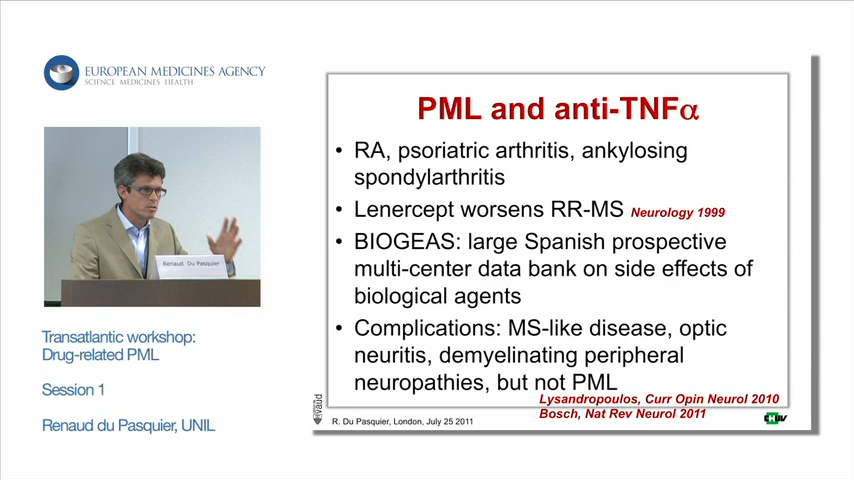 EUROPEAN MEDICINES AGENCY
SCIENCE MEDICINES HEALTH
Renaud Du Pasquier
Transatlantic workshop:
Drug-related PML
Session 1
Renaud du Pasquier, UNIL
PML and anti-TNFα
• RA, psoriatric arthritis, ankylosing
spondylarthritis
• Lenercept worsens RR-MS Neurology 1999
• BIOGEAS: large Spanish prospective
multi-center data bank on side effects of
biological agents
• Complications: MS-like disease, optic
neuritis, demyelinating peripheral
neuropathies, but not PML
Lysandropoulos, Curr Opin Neurol 2010
Bosch, Nat Rev Neurol 2011
vaud
R. Du Pasquier, London, July 25 2011
CHUV